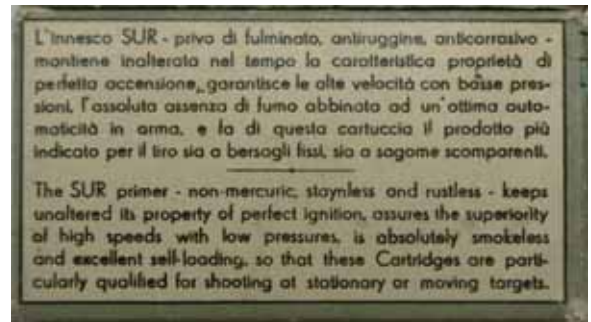 L'innesco SUR - privo di fulminato, antiruggine, anticorrosivo -
mantiene inalterata nel tempo la caratteristica proprietà di
perfetta accensione, garantisce le alte velocità con basse pres-
sioni, l'assoluta assenza di fumo abbinata ad un'ottima auto-
maticità in arma, e fa di questa cartuccia il prodotto più
indicato per il tiro sia a bersagli fissi, sia a sagome scomparenti.
The SUR primer - non-mercuric, staynless and rustless - keeps
unaltered its property of perfect ignition, assures the superiority
of high speeds with low pressures, is absolutely smokeless
and excellent self-loading, so that these Cartridges are parti-
cularly qualified for shooting at stationary or moving targets.